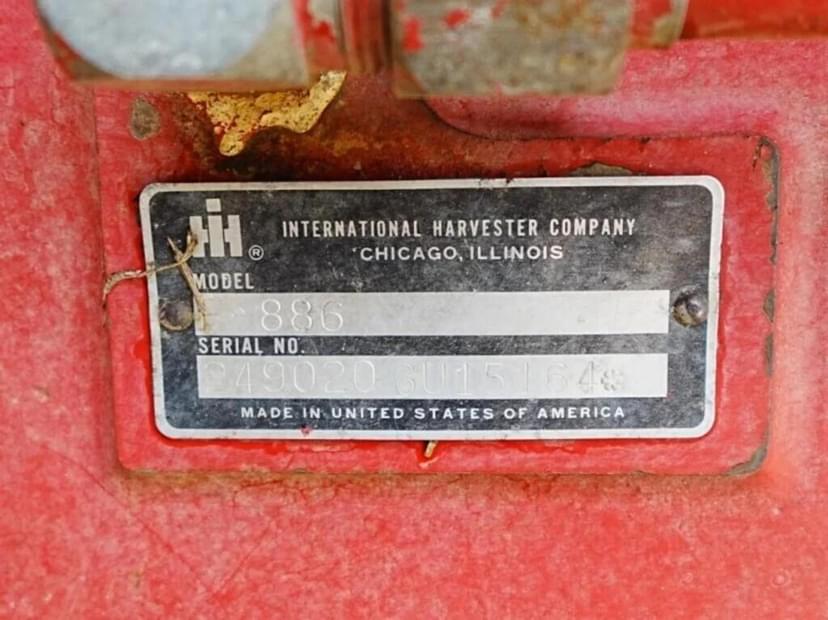 IH ®
INTERNATIONAL HARVESTER COMPANY
CHICAGO, ILLINOIS
MODEL
886
SERIAL NO.
MADE IN UNITED STATES OF AMERICA